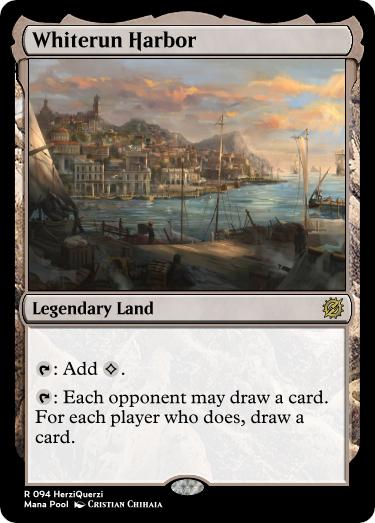 Whiterun Harbor
Legendary Land
: Add .
: Each opponent may draw a card.
For each player who does, draw a
card.
R 094 HerziQuerzi
Mana Pool Cristian Chihaia